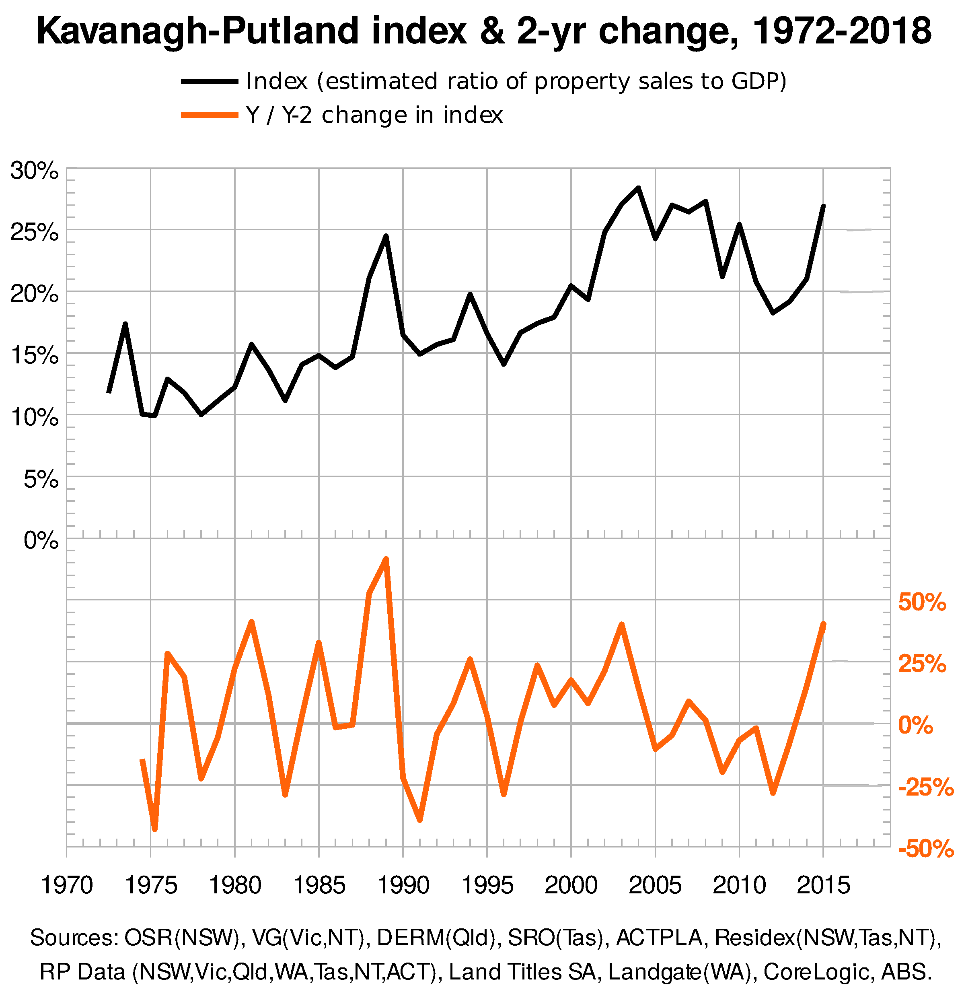 Kavanagh-Putland index & 2-yr change, 1972-2018
Index (estimated ratio of property sales to GDP)
Y / Y-2 change in index
30%
25%
20%
15%
10%
5%
0%
50%
25%
0%
-25%
-50%
1970 1975 1980 1985 1990 1995 2000 2005 2010 2015
Sources: OSR(NSW), VG(Vic,NT), DERM(Qld), SRO(Tas), ACTPLA, Residex(NSW,Tas,NT),
RP Data (NSW,Vic,Qld,WA,Tas,NT,ACT), Land Titles SA, Landgate(WA), CoreLogic, ABS.